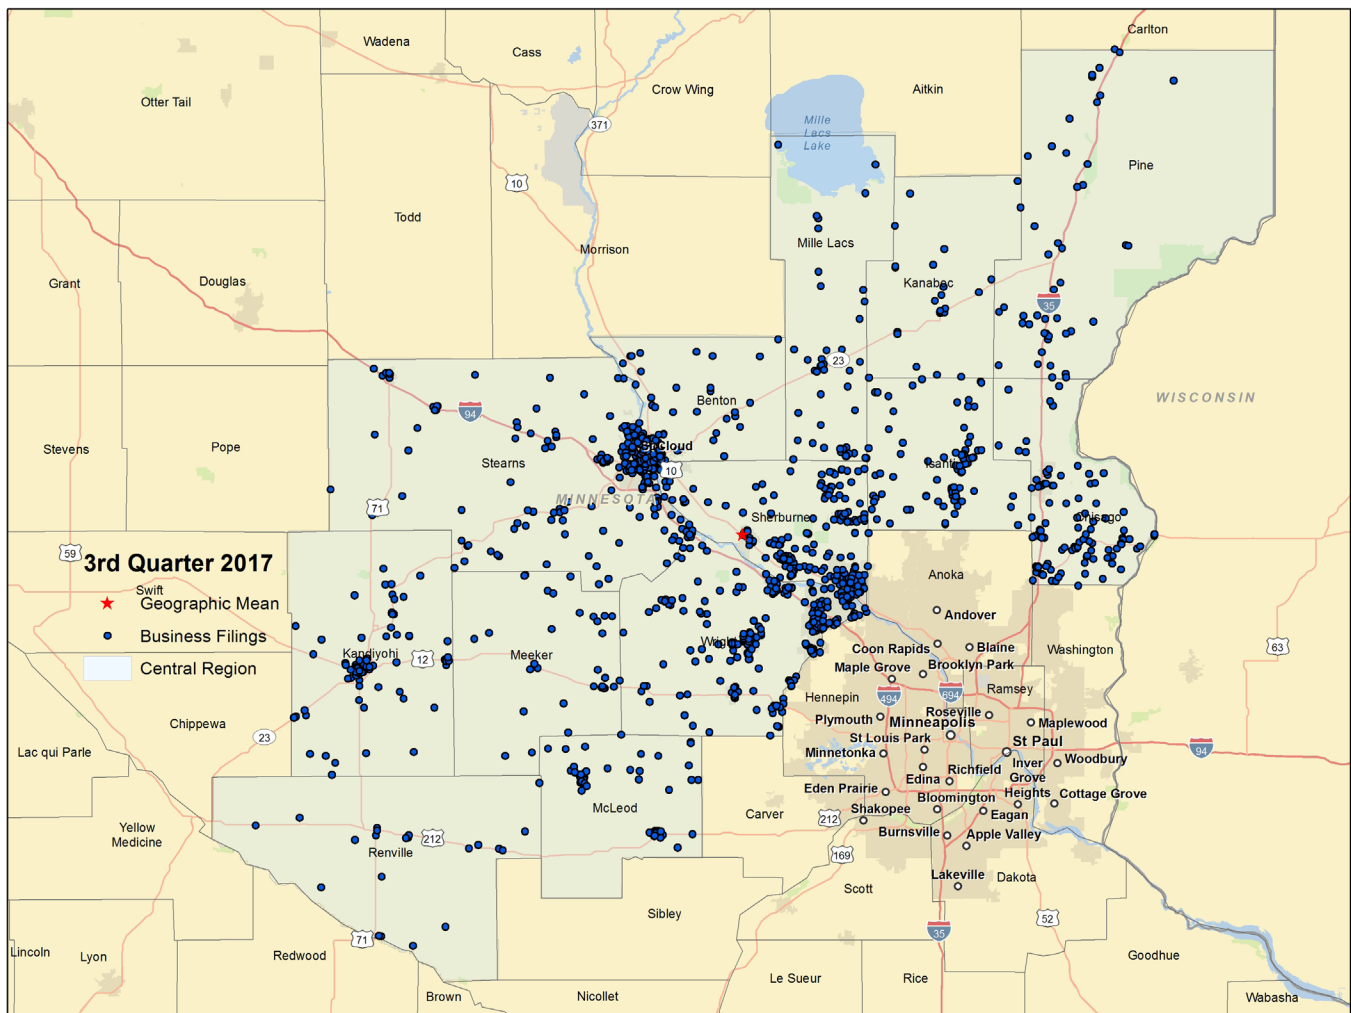 Carlton
Wadena
Cass
Crow Wing
Aitkin
Otter Tail
371
Mille
Lacs
Lake
Pine
10
Todd
Morrison
Mille Lacs
Grant
Douglas
Kanabec
35
23
WISCONSIN
Benton
94
Stevens
Pope
Stearns
St Cloud
10
Isanti
MINNESOTA
71
Sherburne
Chisago
59
3rd Quarter 2017
Swift
Geographic Mean
Business Filings
Central Region
Anoka
Andover
Coon Rapids
Blaine
Washington
63
Kandiyohi
12
Meeker
Wright
Maple Grove
Brooklyn Park
Hennepin
494
694
Ramsey
Chippewa
23
Plymouth
Roseville
Minneapolis
Maplewood
St Louis Park
St Paul
94
Lac qui Parle
Minnetonka
Woodbury
Edina
Richfield
Inver
Grove
Heights
Eden Prairie
Bloomington
Cottage Grove
McLeod
Carver
212
Shakopee
Eagan
Yellow
Medicine
212
Renville
Burnsville
Apple Valley
169
Scott
Lakeville
Dakota
Sibley
52
35
71
Lincoln
Lyon
Redwood
Le Sueur
Rice
Goodhue
Brown
Nicollet
Wabasha